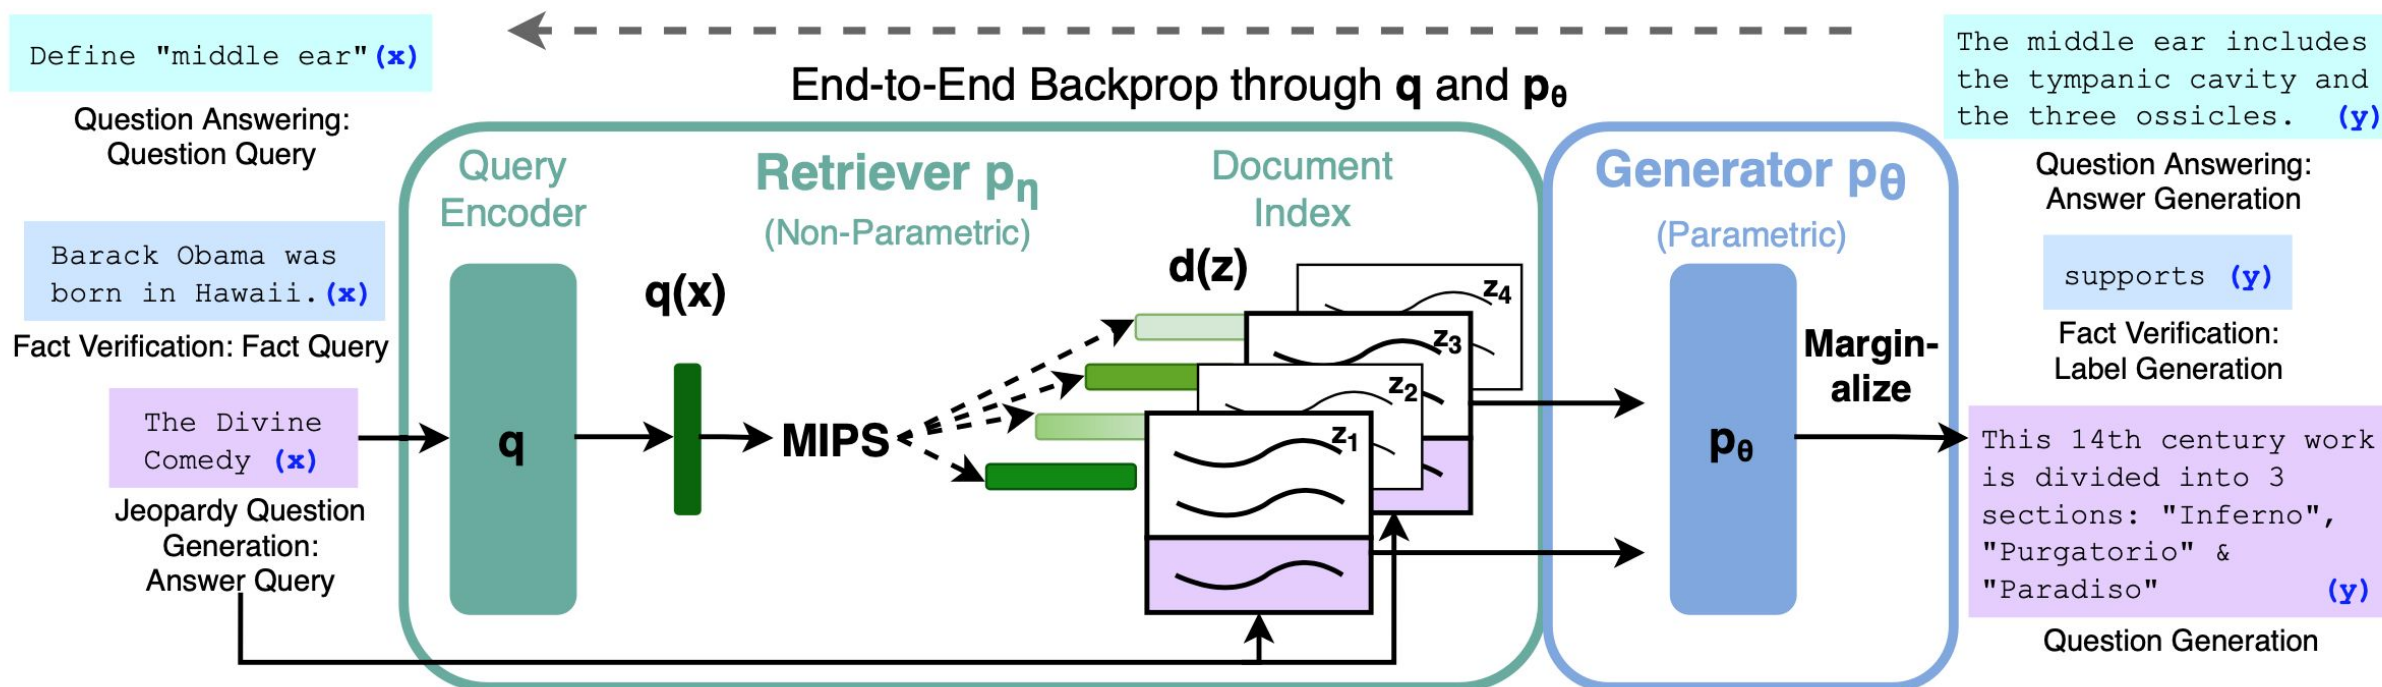 Define "middle ear" (x)
Question Answering:
Question Query
Barack Obama was
born in Hawaii. (x)
Fact Verification: Fact Query
The Divine
Comedy (x)
Jeopardy Question
Generation:
Answer Query
End-to-End Backprop through q and pθ
Query
Encoder
q
q(x)
Retriever pη
(Non-Parametric)
MIPS
Document
Index
d(z)
z4
z3
z2
z1
Generator pθ
(Parametric)
pθ
Margin-
alize
The middle ear includes
the tympanic cavity and
the three ossicles. (y)
Question Answering:
Answer Generation
supports (y)
Fact Verification:
Label Generation
This 14th century work
is divided into 3
sections: "Inferno",
"Purgatorio" &
"Paradiso" (y)
Question Generation